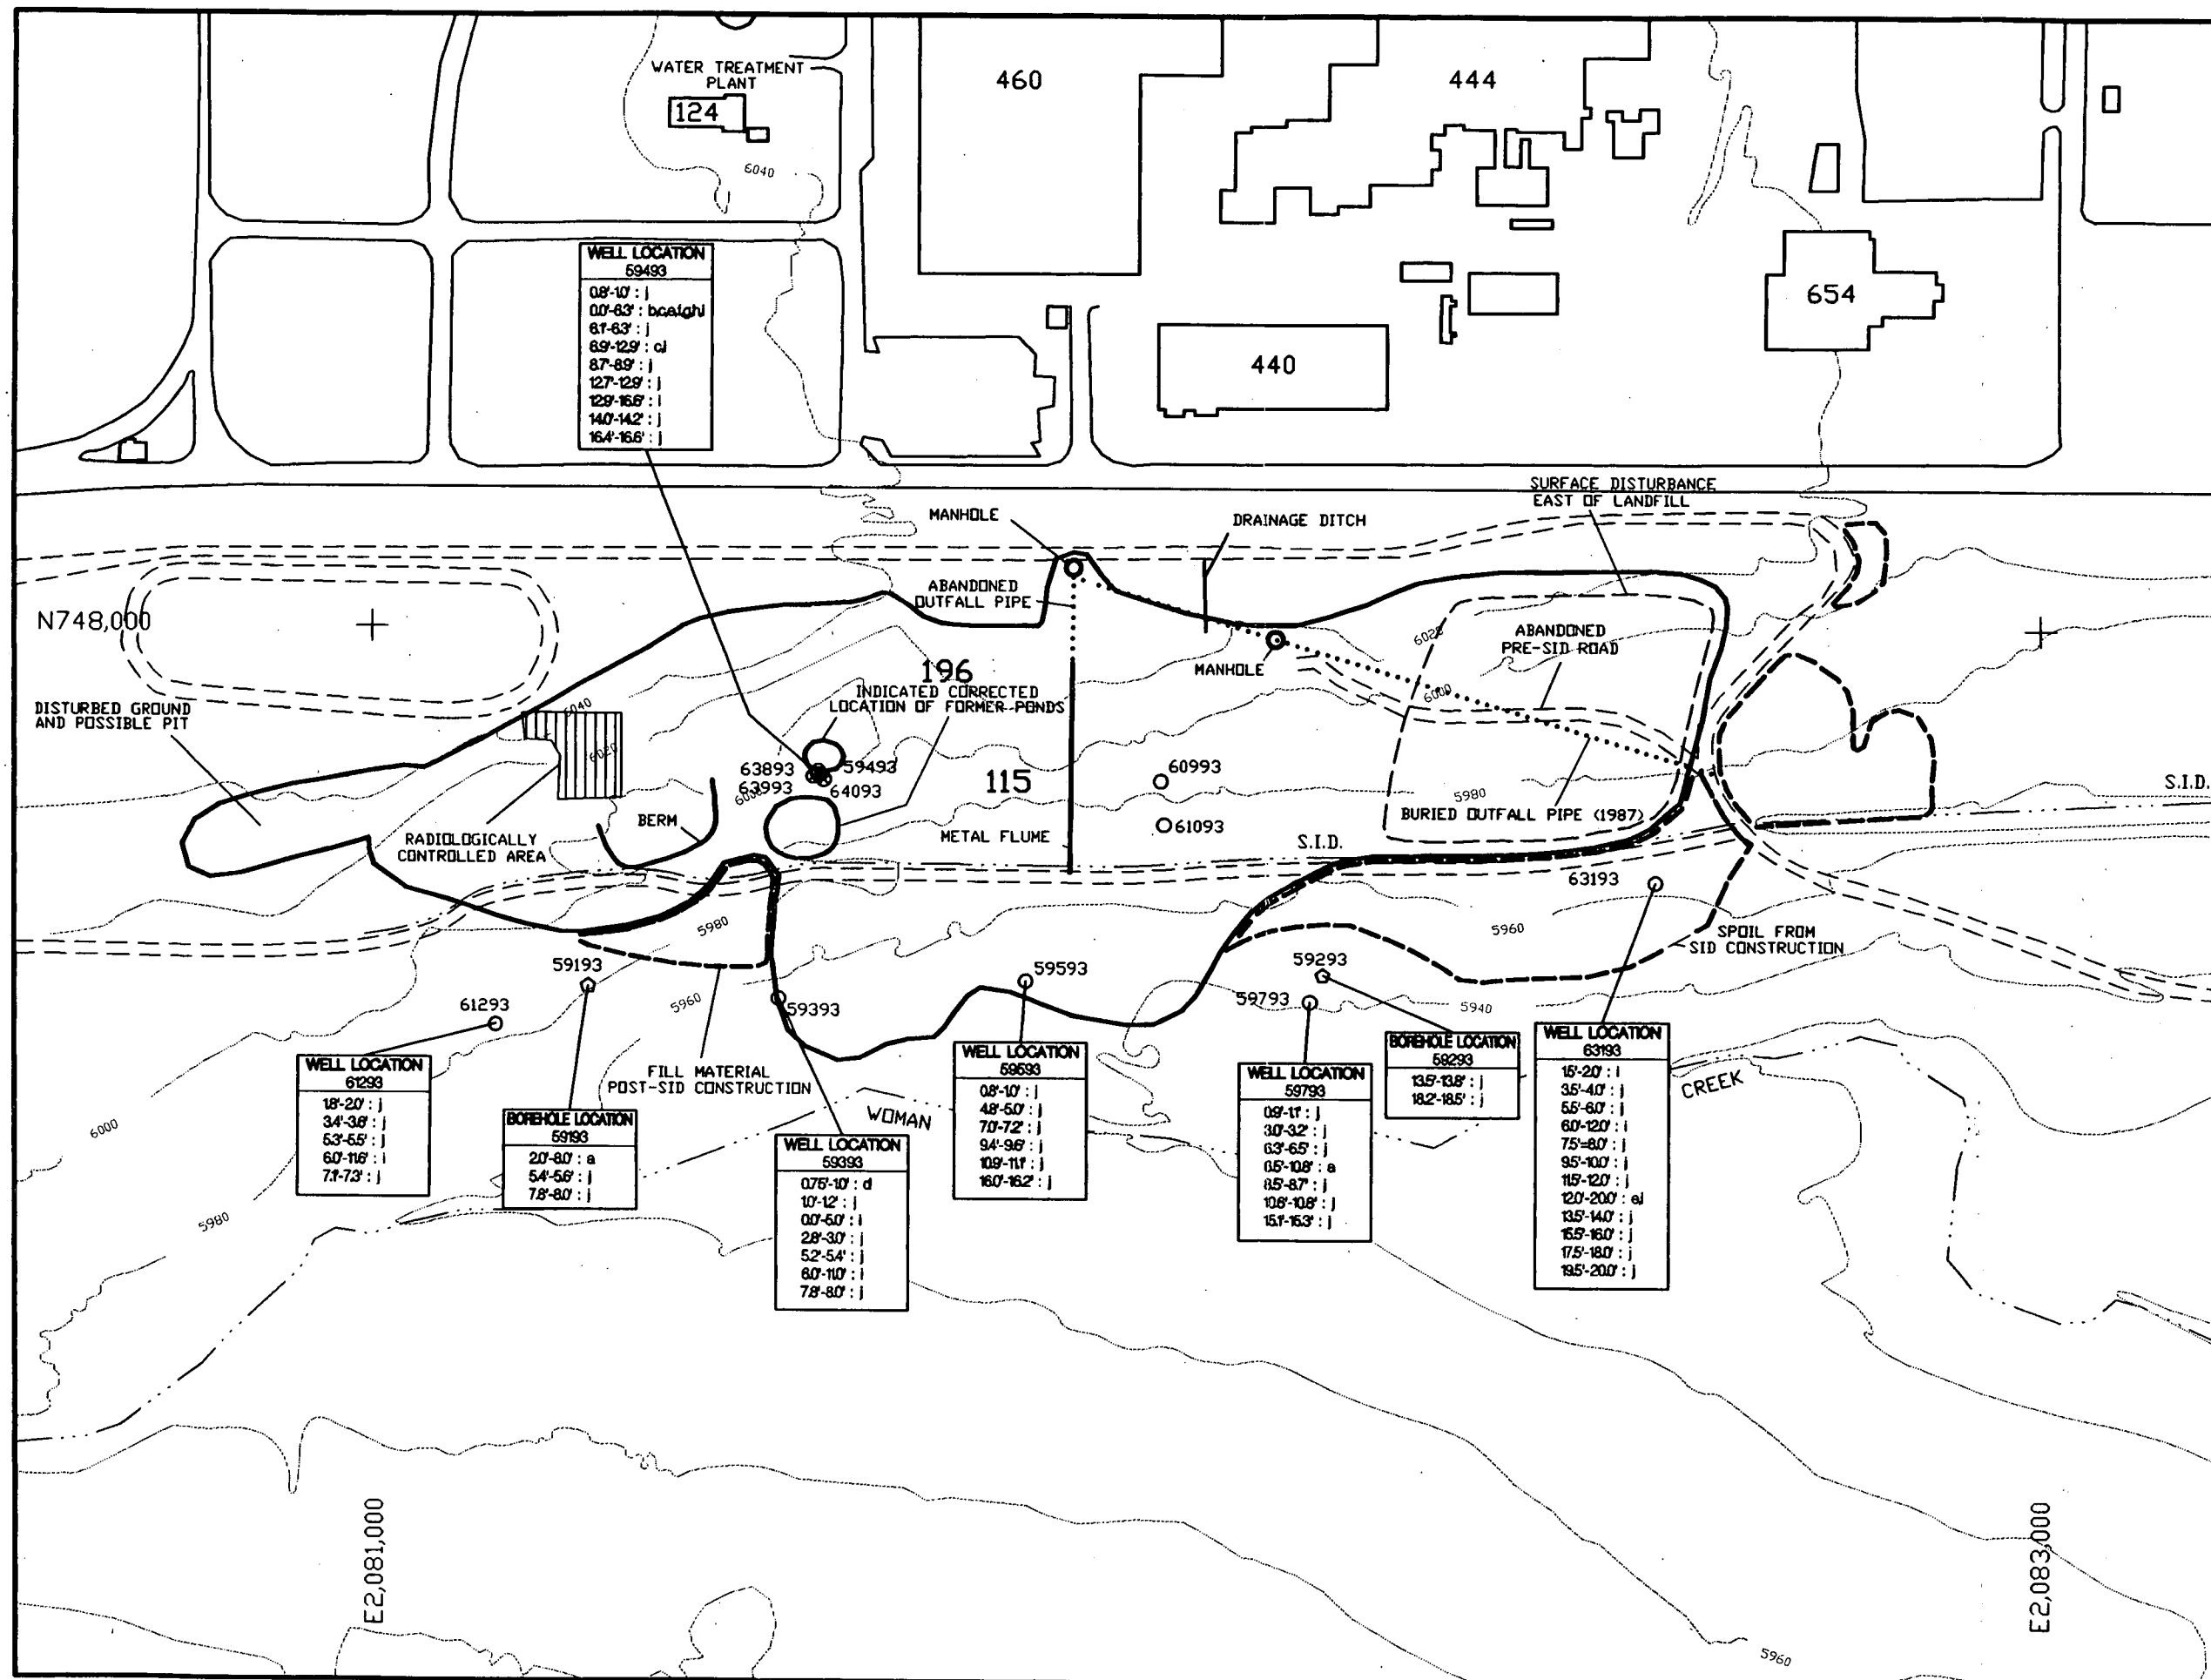 WATER TREATMENT
PLANT
124
460
444
6040
654
440
WELL LOCATION
59493
0.8'-1.0' : j
0.0'-6.3' :
6.1'-6.3' : j
6.9'-12.9' :
8.7'-8.9' : j
12.7'-12.9' : j
12.9'-16.6' : i
14.0'-14.2' : j
16.4'-16.6' : j
SURFACE DISTURBANCE
EAST OF LANDFILL
MANHOLE
DRAINAGE DITCH
ABANDONED
OUTFALL PIPE
N748,000
6020
ABANDONED
PRE-SID ROAD
MANHOLE
196
INDICATED CORRECTED
LOCATION OF FORMER PONDS
6000
DISTURBED GROUND
AND POSSIBLE PIT
6040
6020
63893
59493
63993
64093
6000
115
60993
61093
5980
BURIED OUTFALL PIPE (1987)
S.I.D.
BERM
METAL FLUME
RADIOLOGICALLY
CONTROLLED AREA
S.I.D.
63193
5980
5960
SPOIL FROM
SID CONSTRUCTION
59193
59593
59293
61293
5960
59393
59793
5940
WELL LOCATION
61293
1.8'-2.0' : j
3.4'-3.6' : j
5.3'-5.5' : j
6.0'-11.6' : i
7.1'-7.3' : j
BOREHOLE LOCATION
59193
2.0'-8.0' : a
5.4'-5.6' : j
7.8'-8.0' : j
FILL MATERIAL
POST-SID CONSTRUCTION
WOMAN
CREEK
WELL LOCATION
59393
0.75'-1.0' : d
1.0'-1.2' : j
0.0'-5.0' : i
2.8'-3.0' : j
5.2'-5.4' : j
6.0'-11.0' : i
7.8'-8.0' : j
WELL LOCATION
59593
0.8'-1.0' : j
4.8'-5.0' : j
7.0'-7.2' : j
9.4'-9.6' : j
10.9'-11.1' : j
16.0'-16.2' : j
WELL LOCATION
59793
0.9'-1.1' : j
3.0'-3.2' : j
6.3'-6.5' : j
6.5'-10.8' : a
8.5'-8.7' : j
10.6'-10.8' : j
15.1'-15.3' : j
BOREHOLE LOCATION
59293
13.5'-13.8' : j
18.2'-18.5' : j
WELL LOCATION
63193
1.5'-2.0' : i
3.5'-4.0' : j
5.5'-6.0' : j
6.0'-12.0' : i
7.5'=8.0' : j
9.5'-10.0' : j
11.5'-12.0' : j
12.0'-20.0' :
13.5'-14.0' : j
15.5'-16.0' : j
17.5'-18.0' : j
19.5'-20.0' : j
6000
5980
E2,081,000
E2,083,000
5960